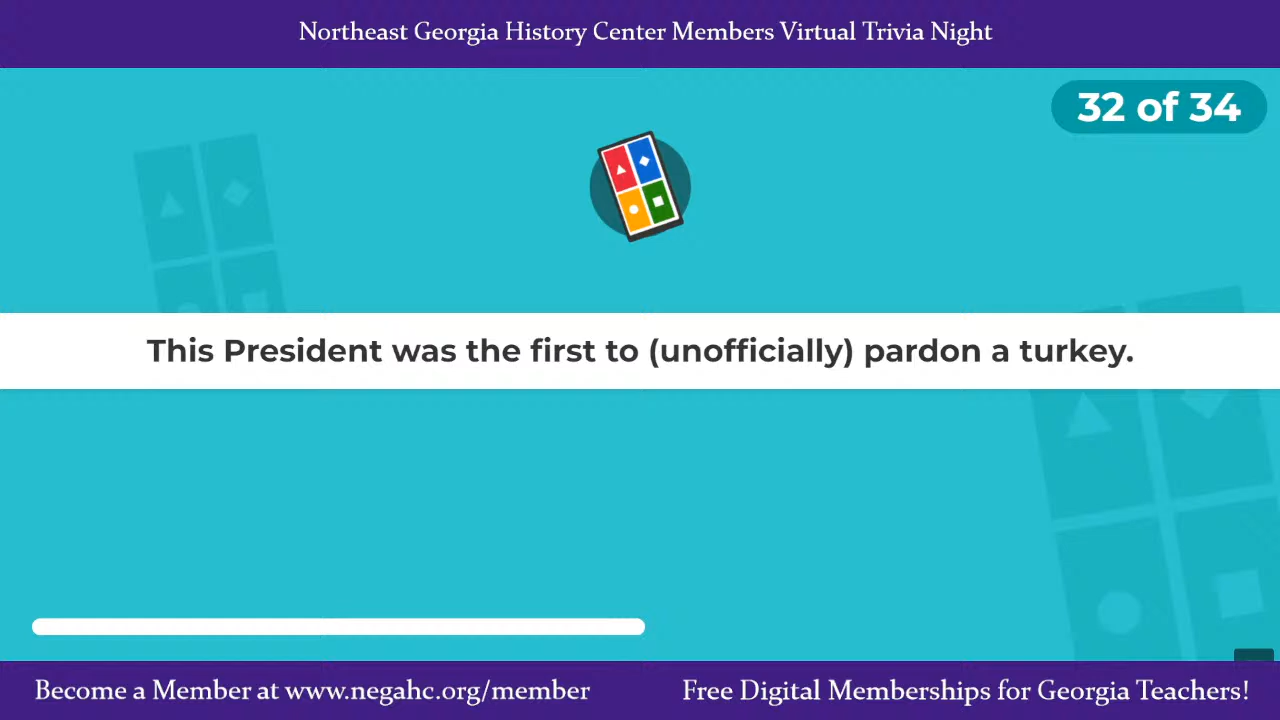 Northeast Georgia History Center Members Virtual Trivia Night
32 of 34
This President was the first to (unofficially) pardon a turkey.
Become a Member at www.negahc.org/member
Free Digital Memberships for Georgia Teachers!